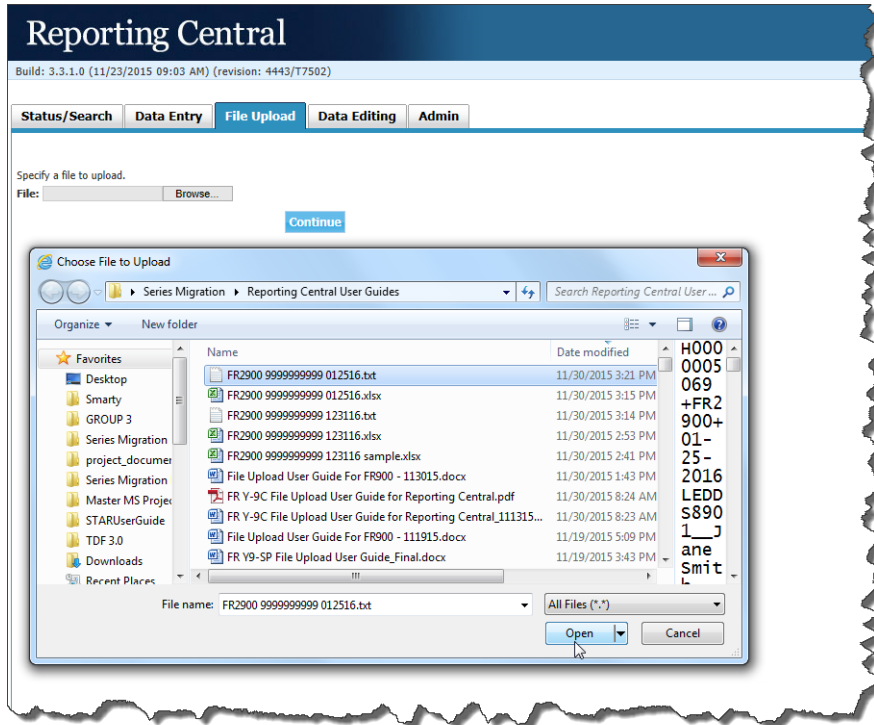 Reporting Central
Build: 3.3.1.0 (11/23/2015 09:03 AM) (revision: 4443/T7502)
Status/Search Data Entry File Upload Data Editing Admin
Specify a file to upload.
File: Browse...
Continue
Choose File to Upload X
Series Migration Reporting Central User Guides Search Reporting Central User ...
Organize New folder
Favorites
Desktop
Smarty
GROUP 3
Series Migration
project_documen
Series Migration
Master MS Projec
STARUserGuide
TDF 3.0
Downloads
Recent Places
Name Date modified
FR2900 9999999999 012516.txt 11/30/2015 3:21 PM
FR2900 9999999999 012516.xlsx 11/30/2015 3:15 PM
FR2900 9999999999 123116.txt 11/30/2015 3:14 PM
FR2900 9999999999 123116.xlsx 11/30/2015 2:53 PM
FR2900 9999999999 123116 sample.xlsx 11/30/2015 2:41 PM
File Upload User Guide For FR900 - 113015.docx 11/30/2015 1:43 PM
FR Y-9C File Upload User Guide for Reporting Central.pdf 11/30/2015 8:24 AM
FR Y-9C File Upload User Guide for Reporting Central_111315... 11/30/2015 8:23 AM
File Upload User Guide For FR900 - 111915.docx 11/19/2015 5:09 PM
FR Y9-SP File Upload User Guide_Final.docx 11/19/2015 3:43 PM
H000
0005
069
+FR2
900+
01-
25-
2016
LEDD
S890
1__J
ane
Smit
File name: FR2900 9999999999 012516.txt All Files (*.*)
Open Cancel